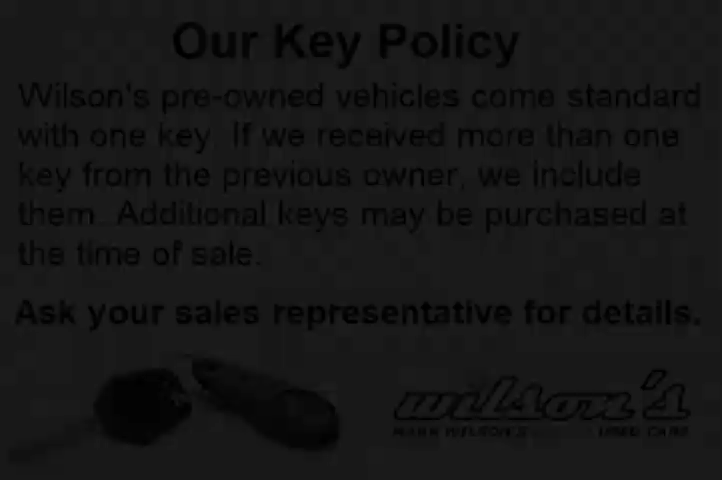 Our Key Policy
Wilson's pre-owned vehicles come standard
with one key. If we received more than one
key from the previous owner, we include
them. Additional keys may be purchased at
the time of sale.
Ask your sales representative for details.
wilson's
MARK WILSON'S USED CARS